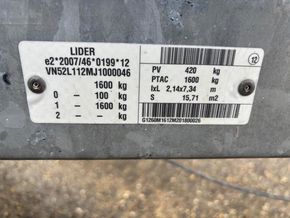 LIDER
e2*2007/46*0199*12
VN52L112MJ1000046
1600 kg
0 - 100 kg
1 - 1600 kg
2 - kg
PV 420 kg
PTAC 1600 kg
IxL 2,14x7,34 m
S 15,71 m2
G1260M1612M201800026
12